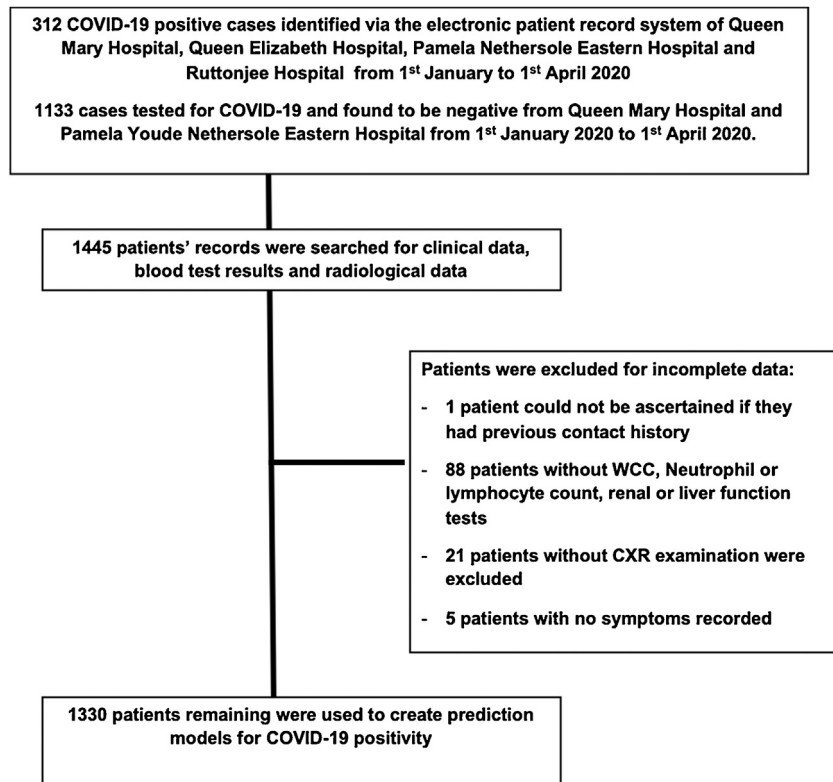 312 COVID-19 positive cases identified via the electronic patient record system of Queen
Mary Hospital, Queen Elizabeth Hospital, Pamela Nethersole Eastern Hospital and
Ruttonjee Hospital from 1st January to 1st April 2020
1133 cases tested for COVID-19 and found to be negative from Queen Mary Hospital and
Pamela Youde Nethersole Eastern Hospital from 1st January 2020 to 1st April 2020.
1445 patients’ records were searched for clinical data,
blood test results and radiological data
Patients were excluded for incomplete data:
- 1 patient could not be ascertained if they
had previous contact history
- 88 patients without WCC, Neutrophil or
lymphocyte count, renal or liver function
tests
- 21 patients without CXR examination were
excluded
- 5 patients with no symptoms recorded
1330 patients remaining were used to create prediction
models for COVID-19 positivity